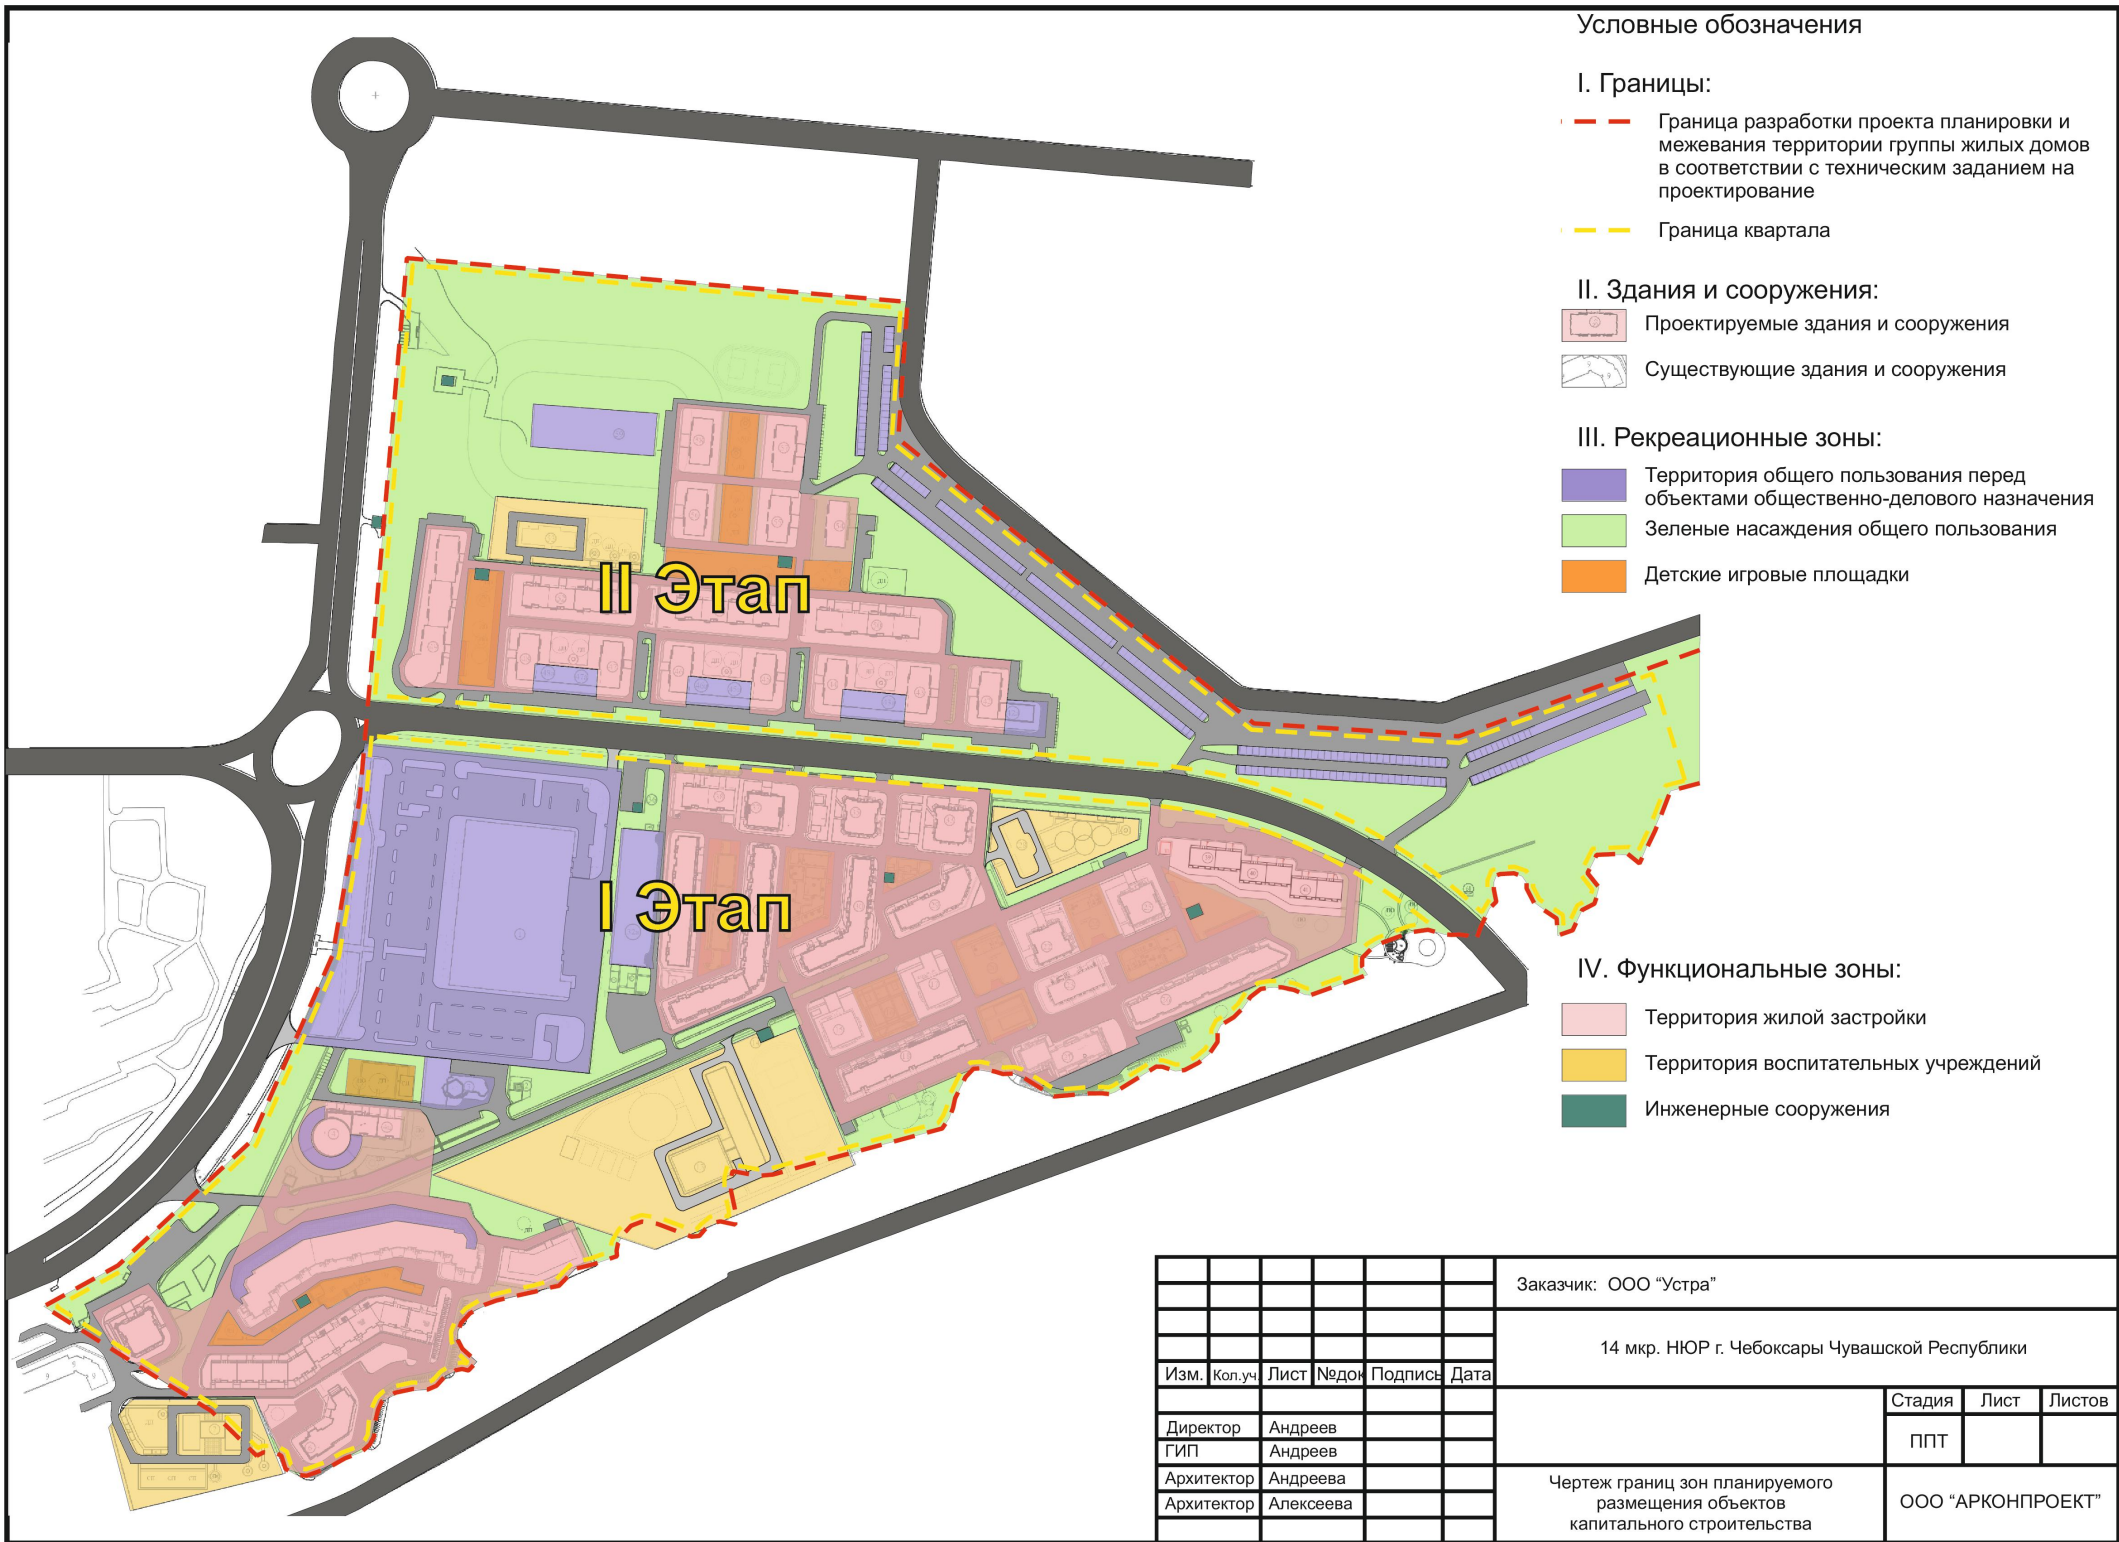 Условные обозначения
I. Границы:
Граница разработки проекта планировки и
межевания территории группы жилых домов
в соответствии с техническим заданием на
проектирование
Граница квартала
II. Здания и сооружения:
Проектируемые здания и сооружения
Существующие здания и сооружения
III. Рекреационные зоны:
Территория общего пользования перед
объектами общественно-делового назначения
Зеленые насаждения общего пользования
Детские игровые площадки
II Этап
I Этап
IV. Функциональные зоны:
Территория жилой застройки
Территория воспитательных учреждений
Инженерные сооружения
Заказчик: ООО “Устра”
14 мкр. НЮР г. Чебоксары Чувашской Республики
Изм. Кол.уч. Лист №док Подпись Дата
Стадия Лист Листов
Директор Андреев
ППТ
ГИП Андреев
Архитектор Андреева
Архитектор Алексеева
Чертеж границ зон планируемого
размещения объектов
капитального строительства
ООО “АРКОНПРОЕКТ”